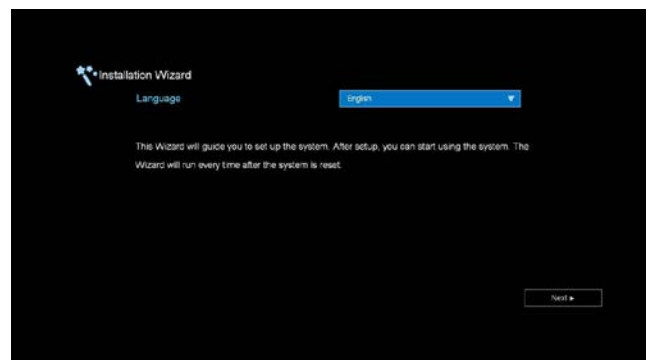 Installation Wizard
Language
English
This Wizard will guide you to set up the system. After setup, you can start using the system. The
Wizard will run every time after the system is reset.
Next